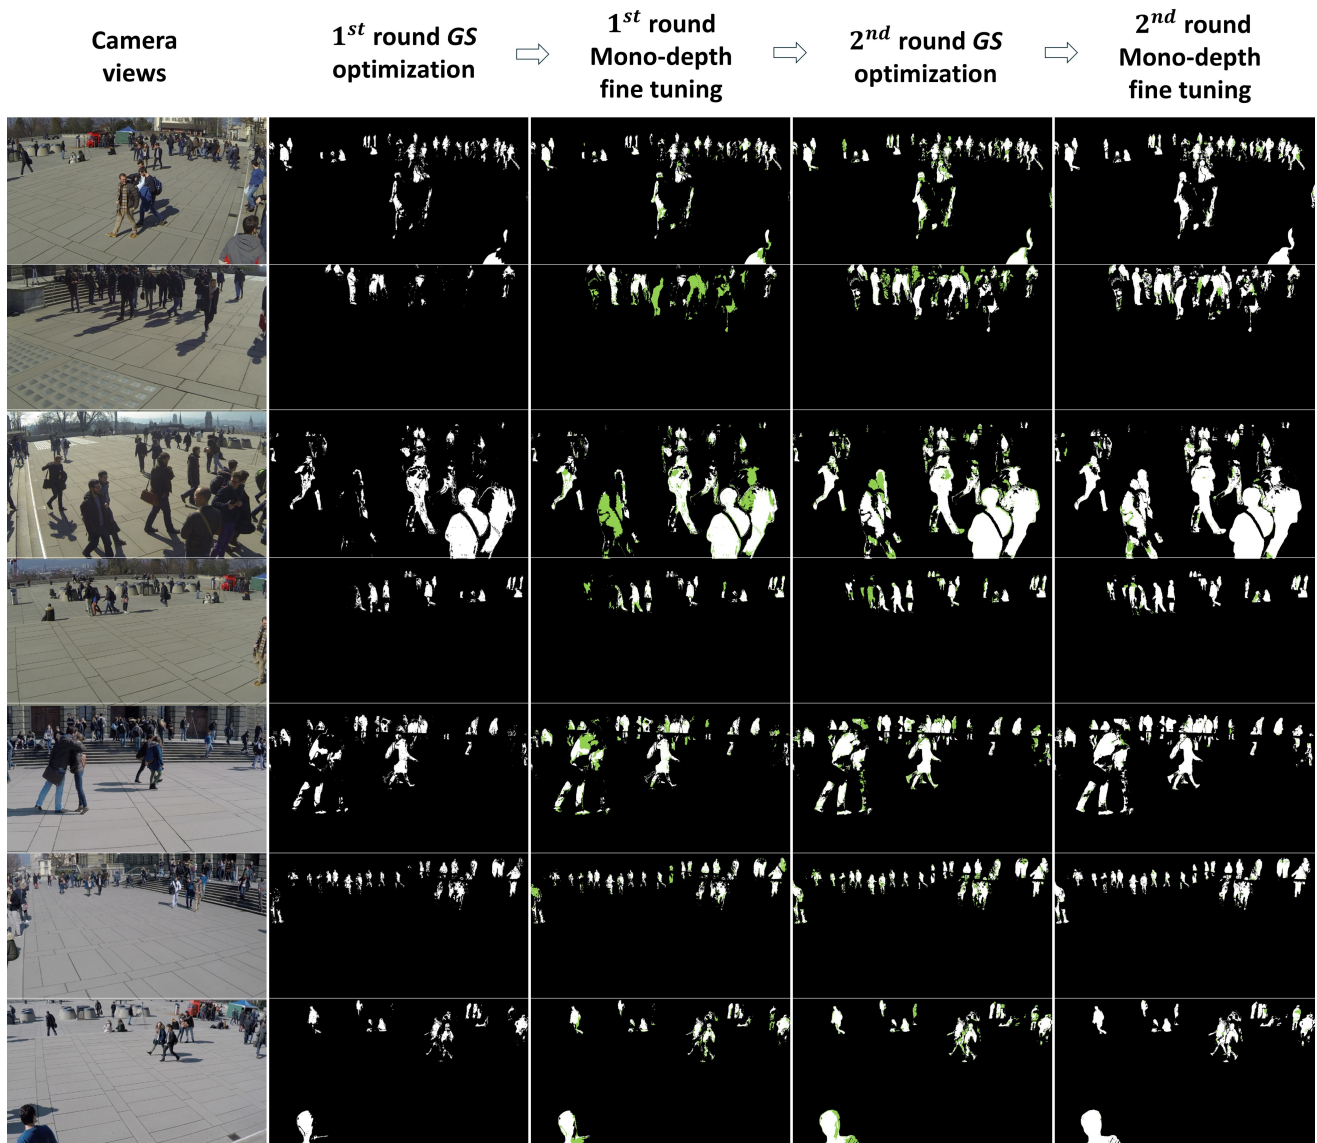 Camera
views
1st round GS
optimization
1st round
Mono-depth
fine tuning
2nd round GS
optimization
2nd round
Mono-depth
fine tuning